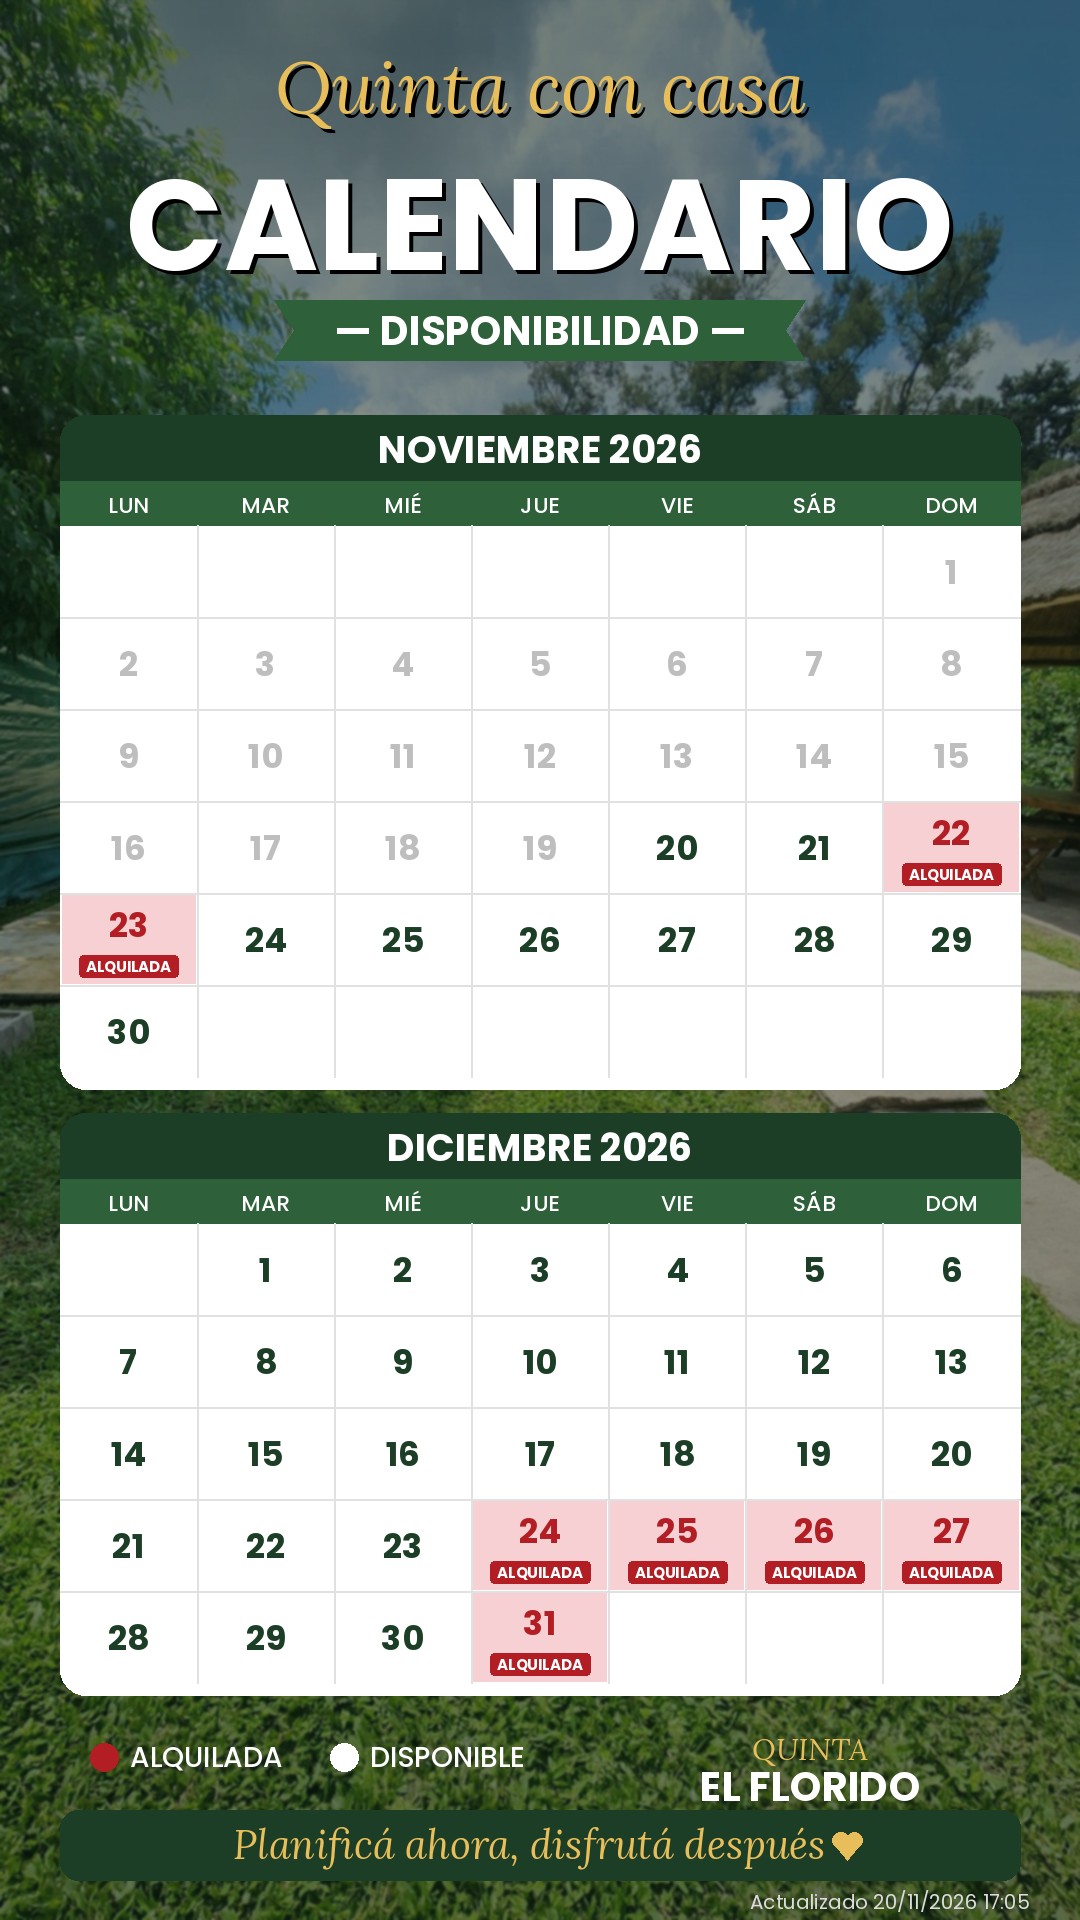 Quinta con casa
CALENDARIO
— DISPONIBILIDAD —
NOVIEMBRE 2026
LUN MAR MIÉ JUE VIE SÁB DOM
1
2 3 4 5 6 7 8
9 10 11 12 13 14 15
16 17 18 19 20 21 22
ALQUILADA
23 24 25 26 27 28 29
ALQUILADA
30
DICIEMBRE 2026
LUN MAR MIÉ JUE VIE SÁB DOM
1 2 3 4 5 6
7 8 9 10 11 12 13
14 15 16 17 18 19 20
21 22 23 24 25 26 27
ALQUILADA ALQUILADA ALQUILADA ALQUILADA
28 29 30 31
ALQUILADA
ALQUILADA DISPONIBLE
QUINTA
EL FLORIDO
Planificá ahora, disfrutá después
Actualizado 20/11/2026 17:05